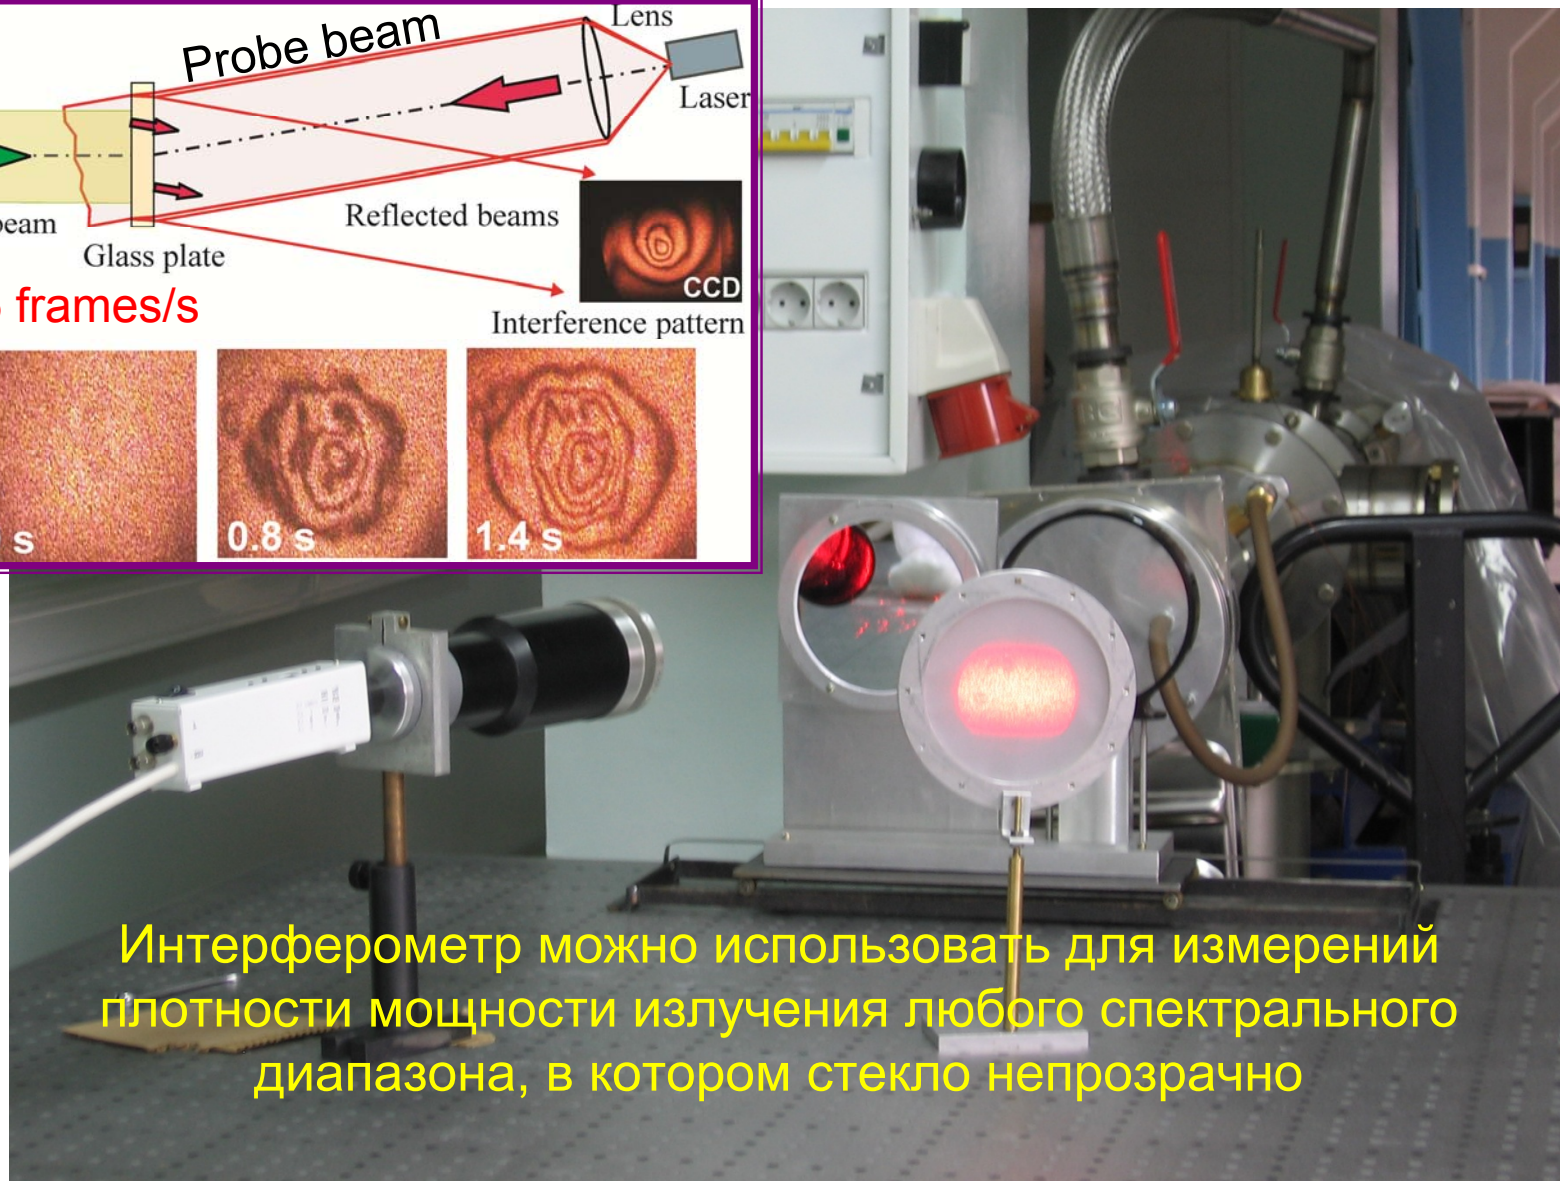 Probe beam
Lens
Laser
beam
Glass plate
Reflected beams
CCD
Interference pattern
frames/s
s
0.8 s
1.4 s
Интерферометр можно использовать для измерений
плотности мощности излучения любого спектрального
диапазона, в котором стекло непрозрачно